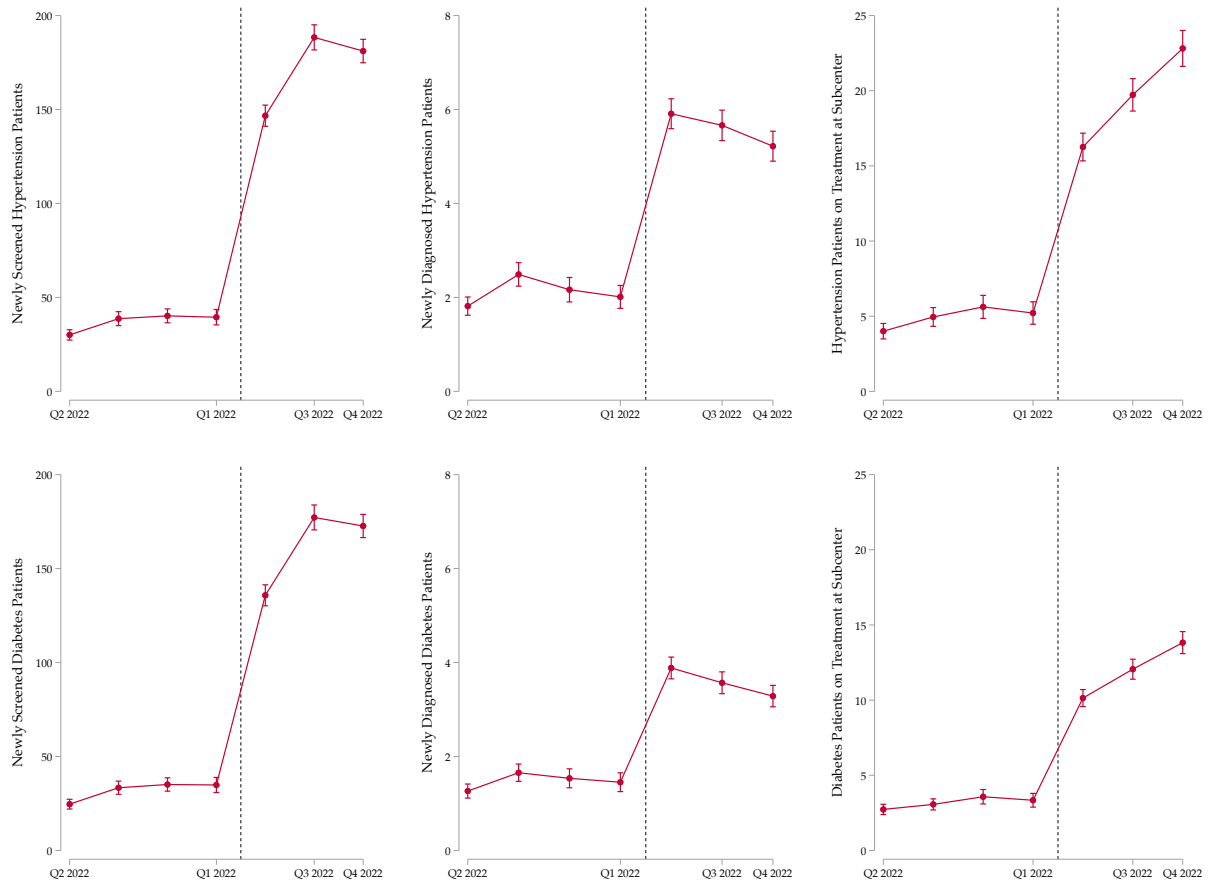 Newly Screened Hypertension Patients
200
150
100
50
0
Q2 2022 Q1 2022 Q3 2022 Q4 2022
Newly Diagnosed Hypertension Patients
8
6
4
2
0
Q2 2022 Q1 2022 Q3 2022 Q4 2022
Hypertension Patients on Treatment at Subcenter
25
20
15
10
5
0
Q2 2022 Q1 2022 Q3 2022 Q4 2022
Newly Screened Diabetes Patients
200
150
100
50
0
Q2 2022 Q1 2022 Q3 2022 Q4 2022
Newly Diagnosed Diabetes Patients
8
6
4
2
0
Q2 2022 Q1 2022 Q3 2022 Q4 2022
Diabetes Patients on Treatment at Subcenter
25
20
15
10
5
0
Q2 2022 Q1 2022 Q3 2022 Q4 2022